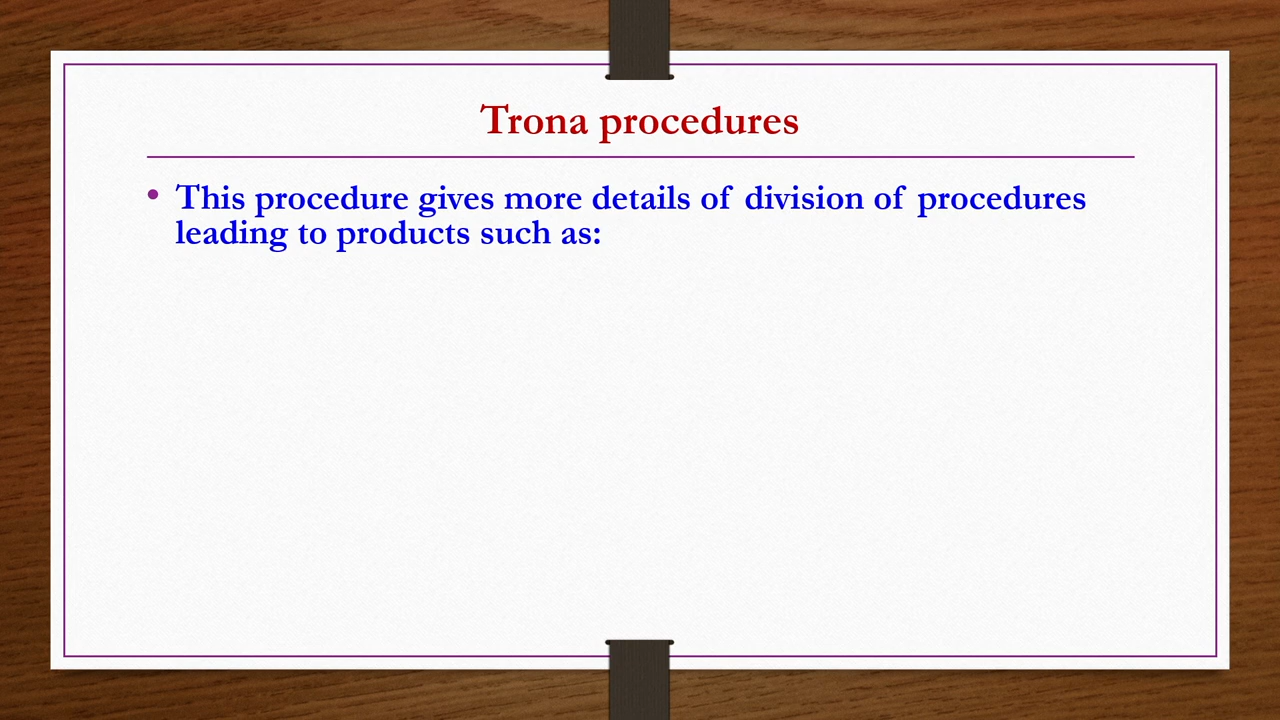 Trona procedures
• This procedure gives more details of division of procedures
leading to products such as: